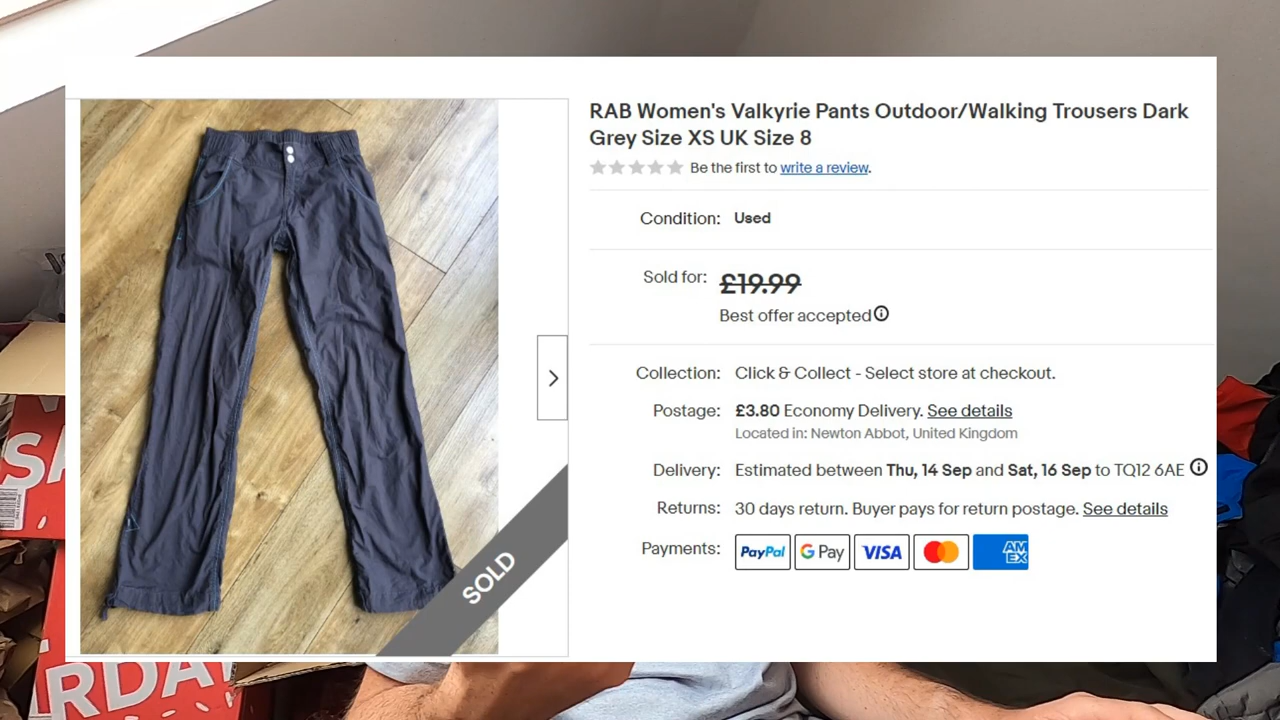 RAB Women's Valkyrie Pants Outdoor/Walking Trousers Dark
Grey Size XS UK Size 8
Be the first to write a review.
Condition: Used
Sold for: £19.99
Best offer accepted
Collection: Click & Collect - Select store at checkout.
Postage: £3.80 Economy Delivery. See details
Located in: Newton Abbot, United Kingdom
Delivery: Estimated between Thu, 14 Sep and Sat, 16 Sep to TQ12 6AE
Returns: 30 days return. Buyer pays for return postage. See details
Payments: PayPal G Pay VISA AM
EX
SOLD